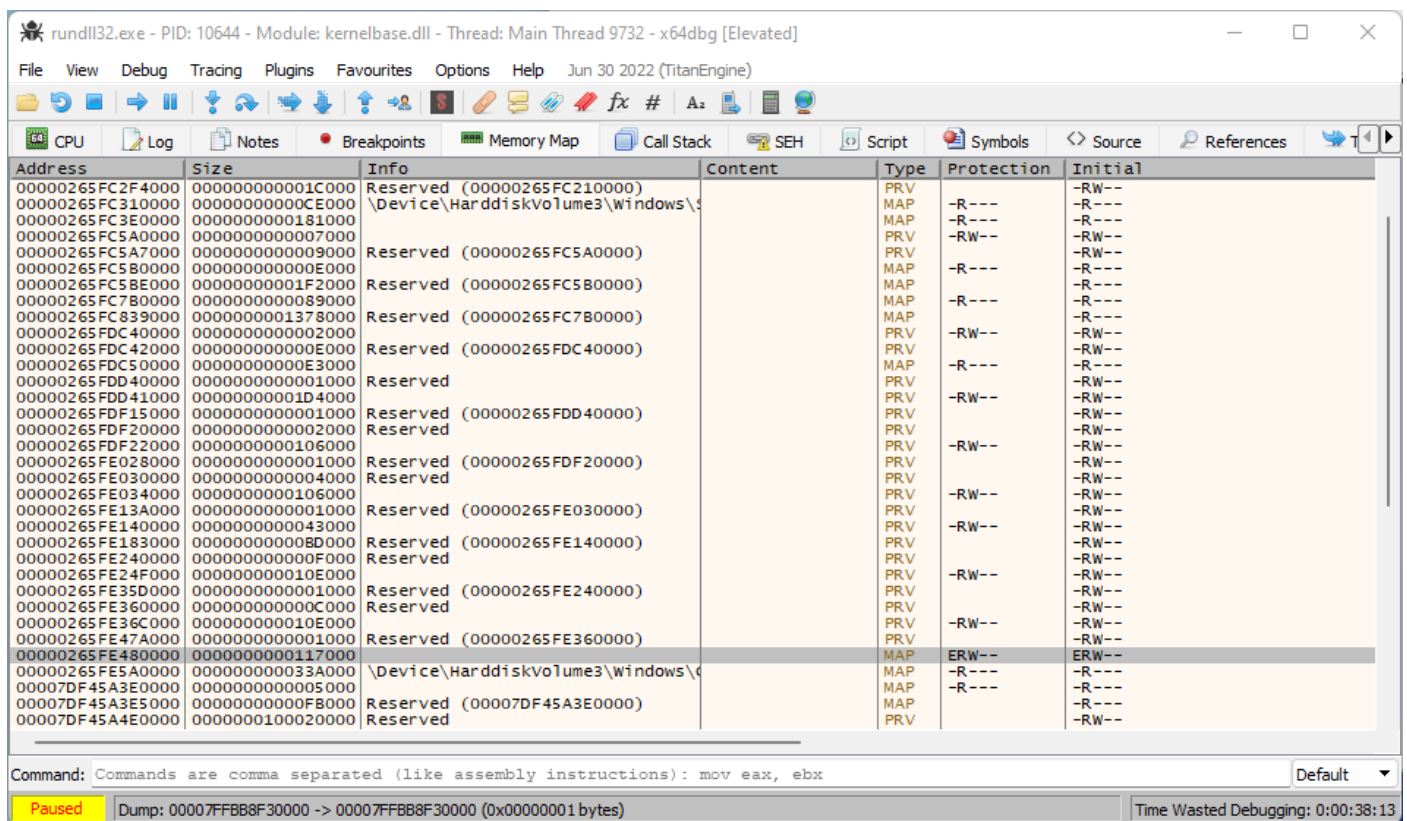 rundll32.exe - PID: 10644 - Module: kernelbase.dll - Thread: Main Thread 9732 - x64dbg [Elevated]
File View Debug Tracing Plugins Favourites Options Help Jun 30 2022 (TitanEngine)
CPU Log Notes Breakpoints Memory Map Call Stack SEH Script Symbols Source References
Address Size Info Content Type Protection Initial
00000265FC2F4000 000000000001C000 Reserved (00000265FC210000) PRV -RW--
00000265FC310000 00000000000CE000 \Device\HarddiskVolume3\Windows\ MAP -R--- -R---
00000265FC3E0000 0000000000181000 MAP -R--- -R---
00000265FC5A0000 0000000000007000 PRV -RW-- -RW--
00000265FC5A7000 0000000000009000 Reserved (00000265FC5A0000) PRV -RW--
00000265FC5B0000 000000000000E000 MAP -R--- -R---
00000265FC5BE000 00000000001F2000 Reserved (00000265FC5B0000) MAP -R---
00000265FC7B0000 0000000000089000 MAP -R--- -R---
00000265FC839000 0000000001378000 Reserved (00000265FC7B0000) MAP -R---
00000265FDC40000 0000000000002000 PRV -RW-- -RW--
00000265FDC42000 000000000000E000 Reserved (00000265FDC40000) PRV -RW--
00000265FDC50000 00000000000E3000 MAP -R--- -R---
00000265FDD40000 0000000000001000 Reserved PRV -RW--
00000265FDD41000 00000000001D4000 PRV -RW-- -RW--
00000265FDF15000 0000000000001000 Reserved (00000265FDD40000) PRV -RW--
00000265FDF20000 0000000000002000 Reserved PRV -RW--
00000265FDF22000 0000000000106000 PRV -RW-- -RW--
00000265FE028000 0000000000001000 Reserved (00000265FDF20000) PRV -RW--
00000265FE030000 0000000000004000 Reserved PRV -RW--
00000265FE034000 0000000000106000 PRV -RW-- -RW--
00000265FE13A000 0000000000001000 Reserved (00000265FE030000) PRV -RW--
00000265FE140000 0000000000043000 PRV -RW-- -RW--
00000265FE183000 00000000000BD000 Reserved (00000265FE140000) PRV -RW--
00000265FE240000 000000000000F000 Reserved PRV -RW--
00000265FE24F000 000000000010E000 PRV -RW-- -RW--
00000265FE35D000 0000000000001000 Reserved (00000265FE240000) PRV -RW--
00000265FE360000 000000000000C000 Reserved PRV -RW--
00000265FE36C000 000000000010E000 PRV -RW-- -RW--
00000265FE47A000 0000000000001000 Reserved (00000265FE360000) PRV -RW--
00000265FE480000 0000000000117000 MAP ERW-- ERW--
00000265FE5A0000 000000000033A000 \Device\HarddiskVolume3\Windows\ MAP -R--- -R---
00007DF45A3E0000 0000000000005000 MAP -R--- -R---
00007DF45A3E5000 00000000000FB000 Reserved (00007DF45A3E0000) MAP -R---
00007DF45A4E0000 0000000100020000 Reserved PRV -RW--
Command: Commands are comma separated (like assembly instructions): mov eax, ebx Default
Paused Dump: 00007FFBB8F30000 -> 00007FFBB8F30000 (0x00000001 bytes) Time Wasted Debugging: 0:00:38:13